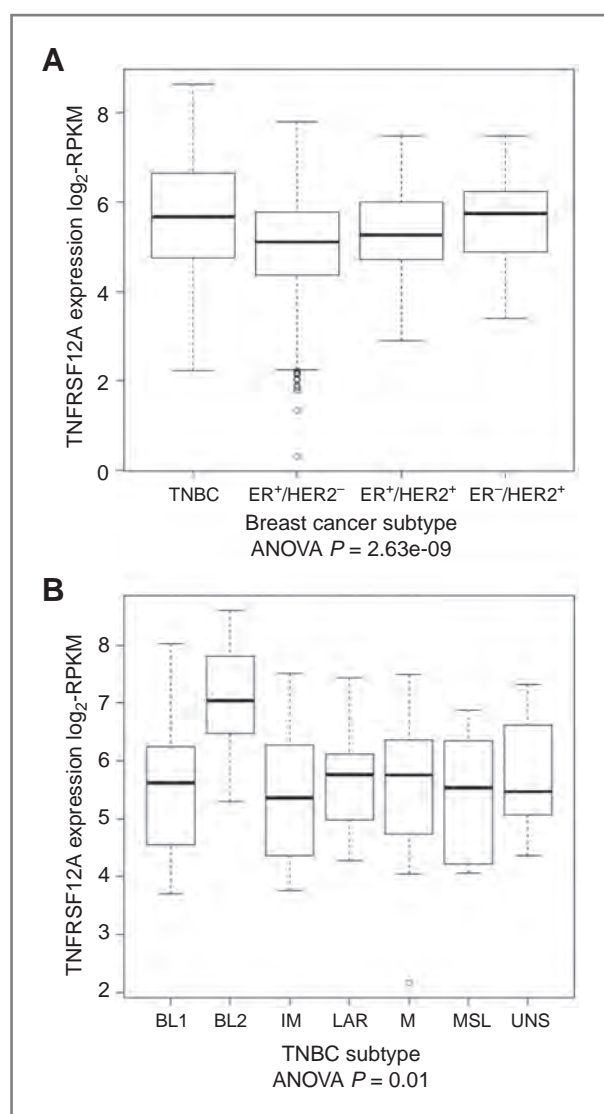 A
TNFRSF12A expression log₂-RPKM
8
6
4
2
0
TNBC ER⁺/HER2⁻ ER⁺/HER2⁺ ER⁻/HER2⁺
Breast cancer subtype
ANOVA P = 2.63e-09
B
TNFRSF12A expression log₂-RPKM
8
7
6
5
4
3
2
BL1 BL2 IM LAR M MSL UNS
TNBC subtype
ANOVA P = 0.01